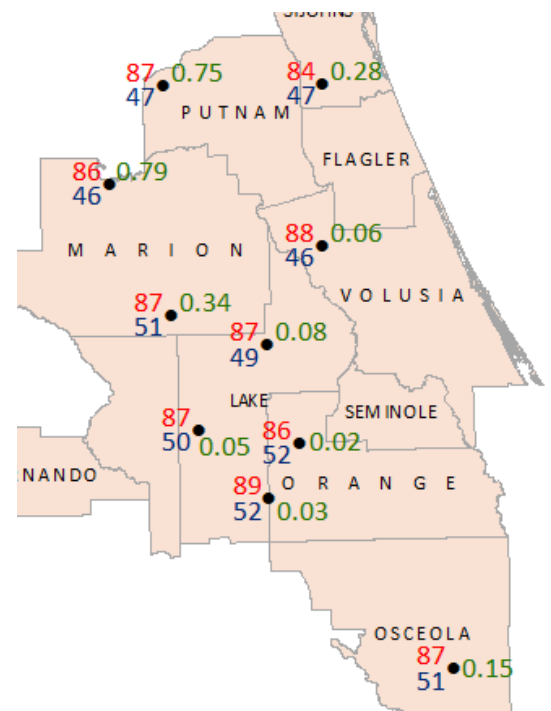 87 0.75
47
84 0.28
47
PUTNAM
FLAGLER
86 0.79
46
88 0.06
46
MARION
VOLUSIA
87 0.34
51
87 0.08
49
LAKE
SEMINOLE
87
50 0.05
86
52 0.02
RNANDO
89
52 0.03
ORANGE
OSCEOLA
87 0.15
51